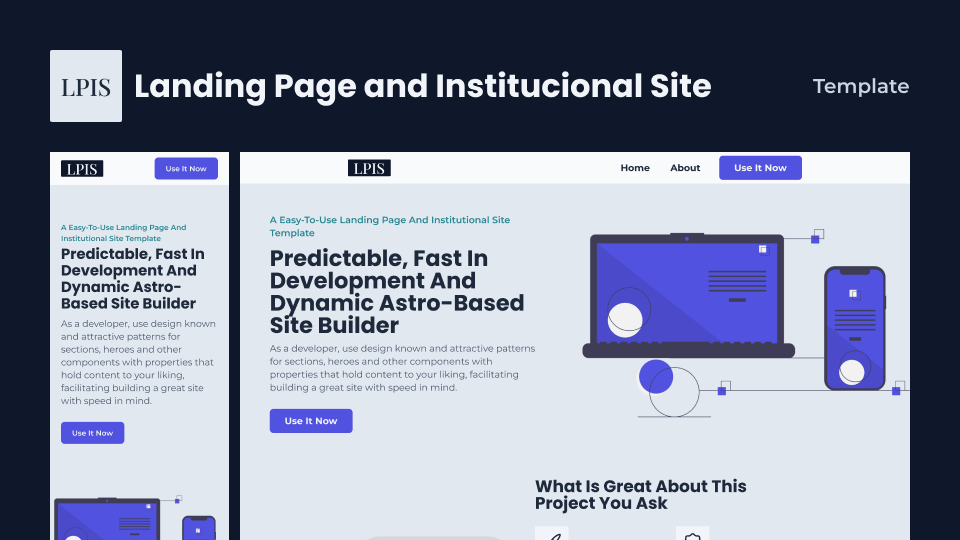 LPIS
Landing Page and Institucional Site
Template
LPIS
Use It Now
A Easy-To-Use Landing Page And
Institutional Site Template
Predictable, Fast In
Development And
Dynamic Astro-
Based Site Builder
As a developer, use design known
and attractive patterns for
sections, heroes and other
components with properties that
hold content to your liking,
facilitating building a great site
with speed in mind.
Use It Now
LPIS
Home
About
Use It Now
A Easy-To-Use Landing Page And Institutional Site
Template
Predictable, Fast In
Development And
Dynamic Astro-Based
Site Builder
As a developer, use design known and attractive patterns
for sections, heroes and other components with
properties that hold content to your liking, facilitating
building a great site with speed in mind.
Use It Now
What Is Great About This
Project You Ask